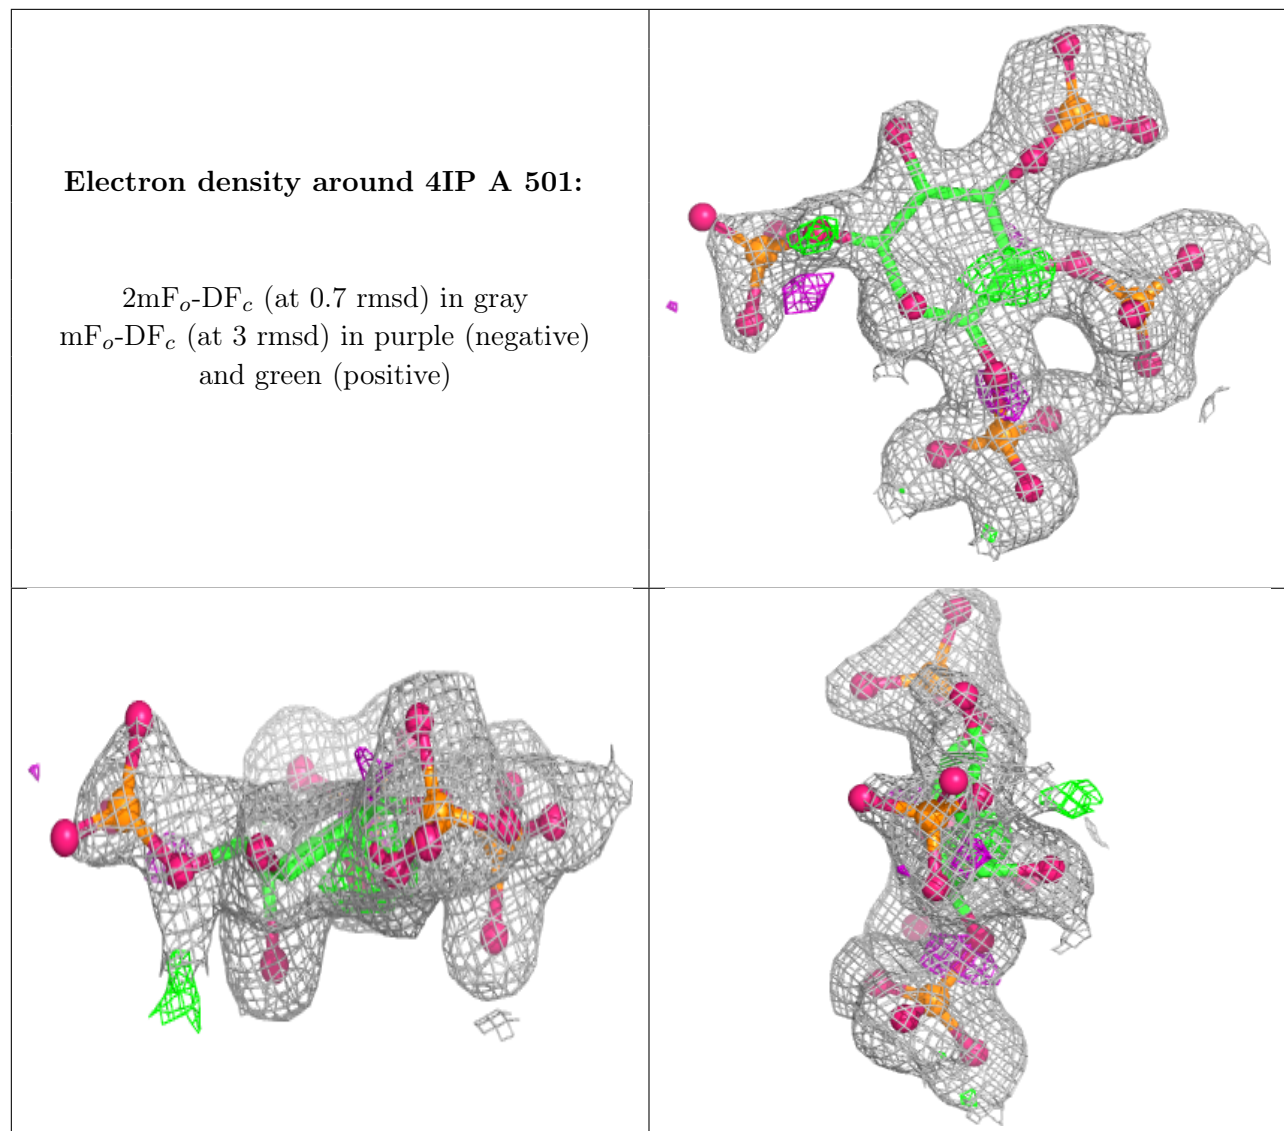 Electron density around 4IP A 501:
2mFo-DFc (at 0.7 rmsd) in gray
mFo-DFc (at 3 rmsd) in purple (negative)
and green (positive)